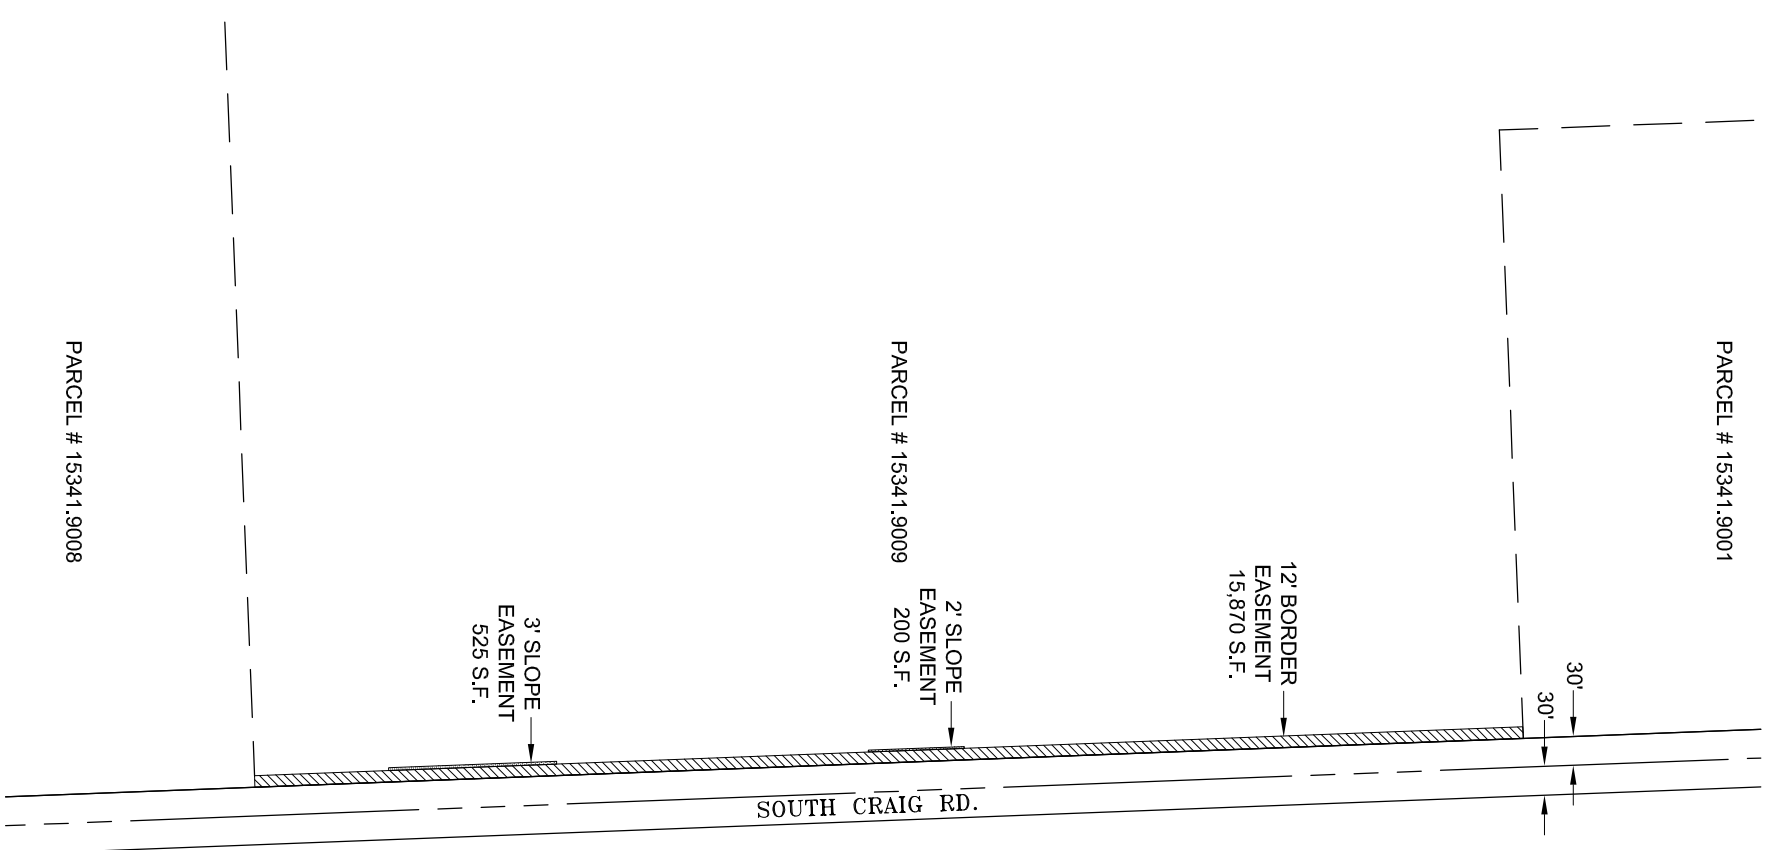 PARCEL # 15341.9008
PARCEL # 15341.9009
PARCEL # 15341.9001
3' SLOPE
EASEMENT
525 S.F.
2' SLOPE
EASEMENT
200 S.F.
12' BORDER
EASEMENT
15,870 S.F.
30'
30'
SOUTH CRAIG RD.